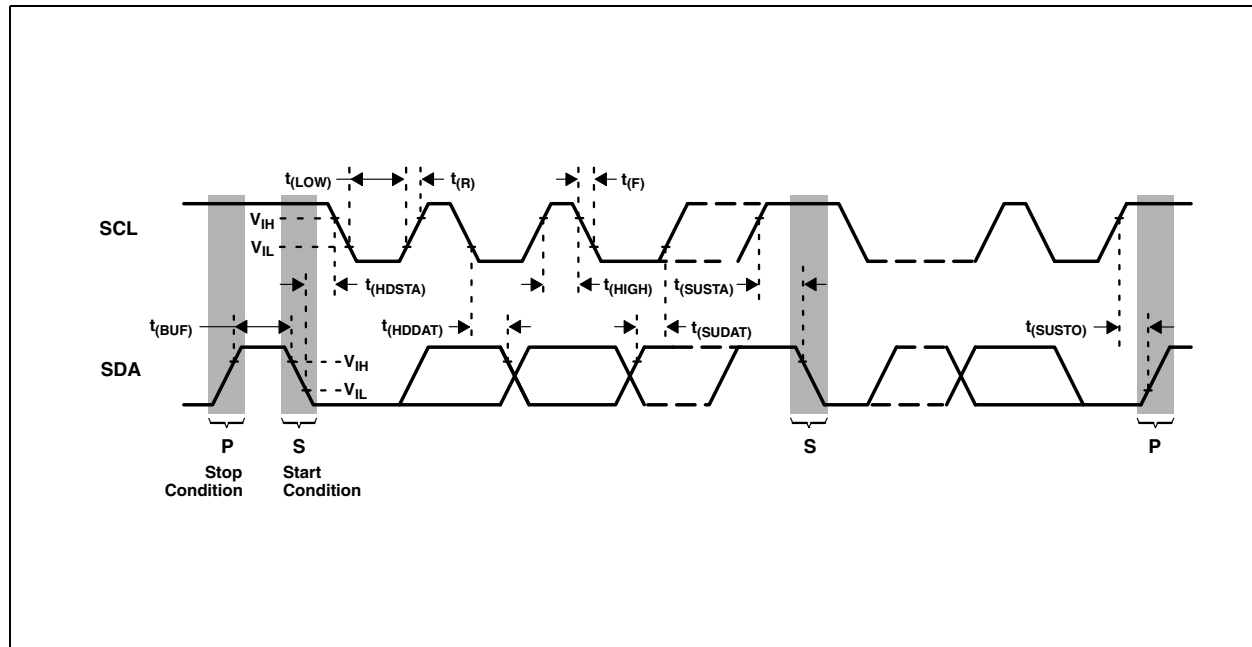 t(LOW)
t(R)
t(F)
SCL
VIH
VIL
t(HDSTA)
t(HIGH)
t(SUSTA)
t(BUF)
t(HDDAT)
t(SUDAT)
t(SUSTO)
SDA
VIH
VIL
P
S
S
P
Stop
Condition
Start
Condition